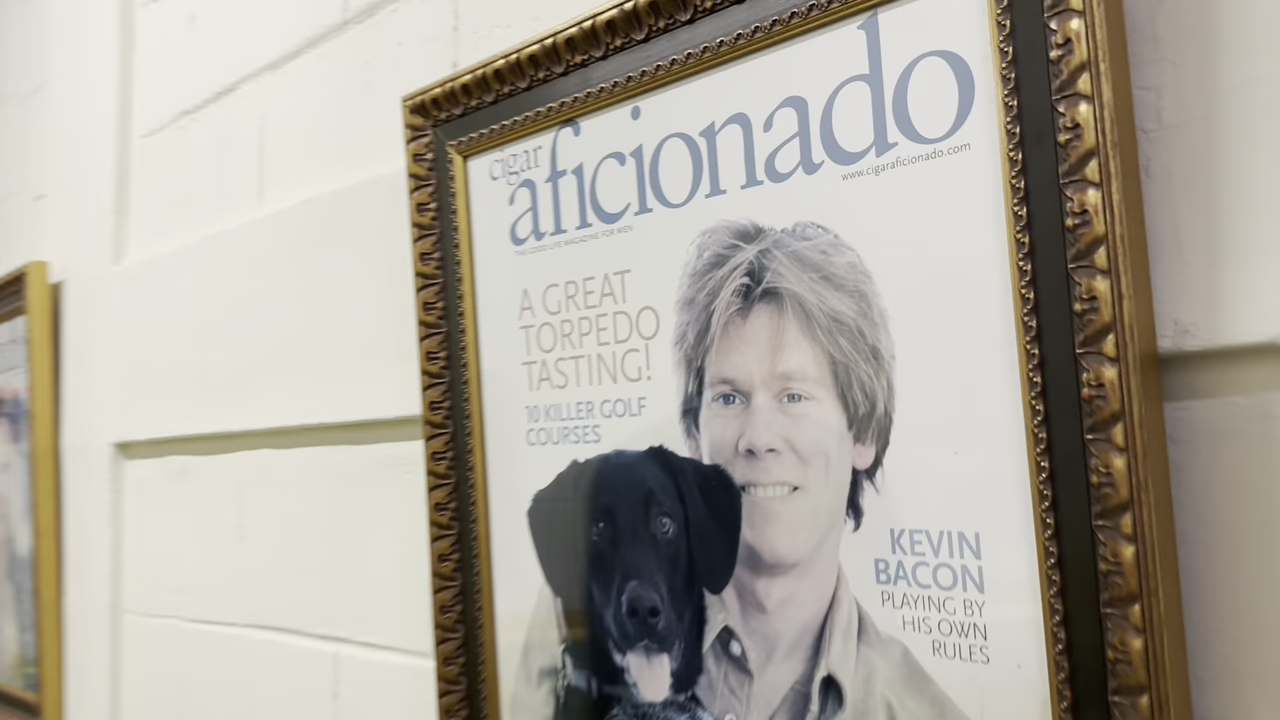 cigar
aficionado
www.cigaraficionado.com
THE GOOD LIFE MAGAZINE FOR MEN
A GREAT
TORPEDO
TASTING!
10 KILLER GOLF
COURSES
KEVIN
BACON
PLAYING BY
HIS OWN
RULES